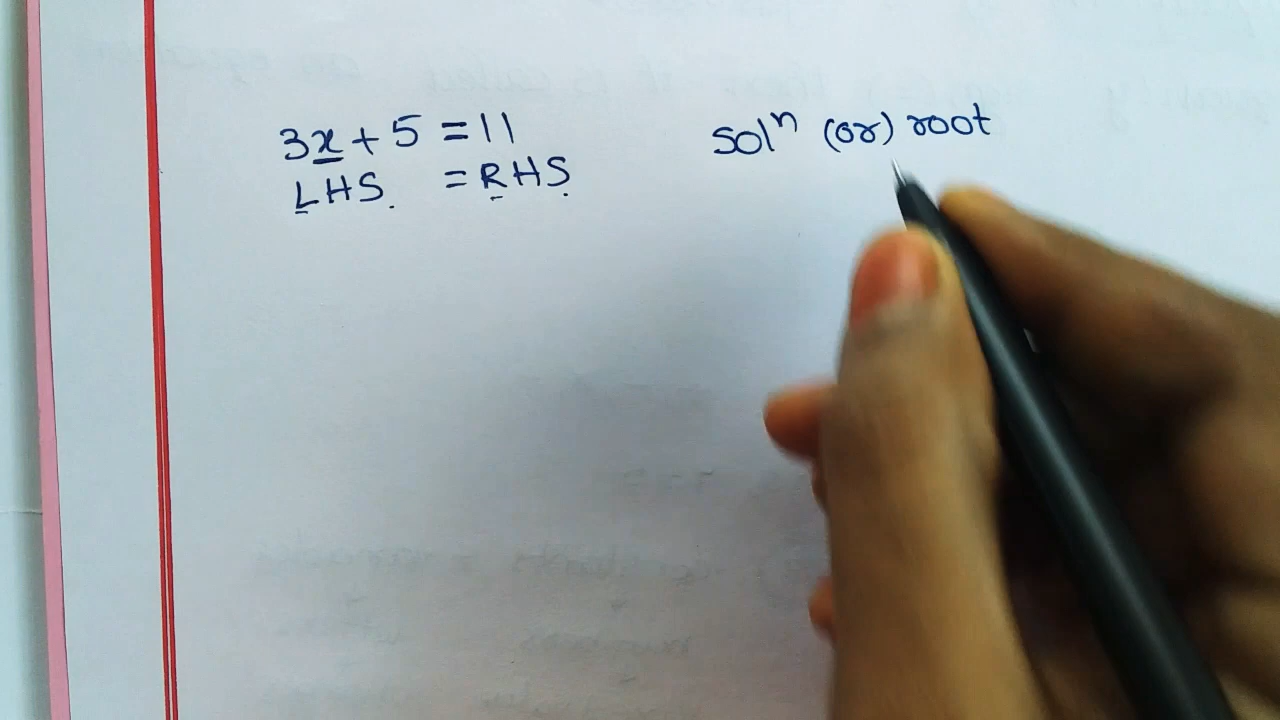 3x + 5 = 11
LHS. = RHS.
Solⁿ (or) root